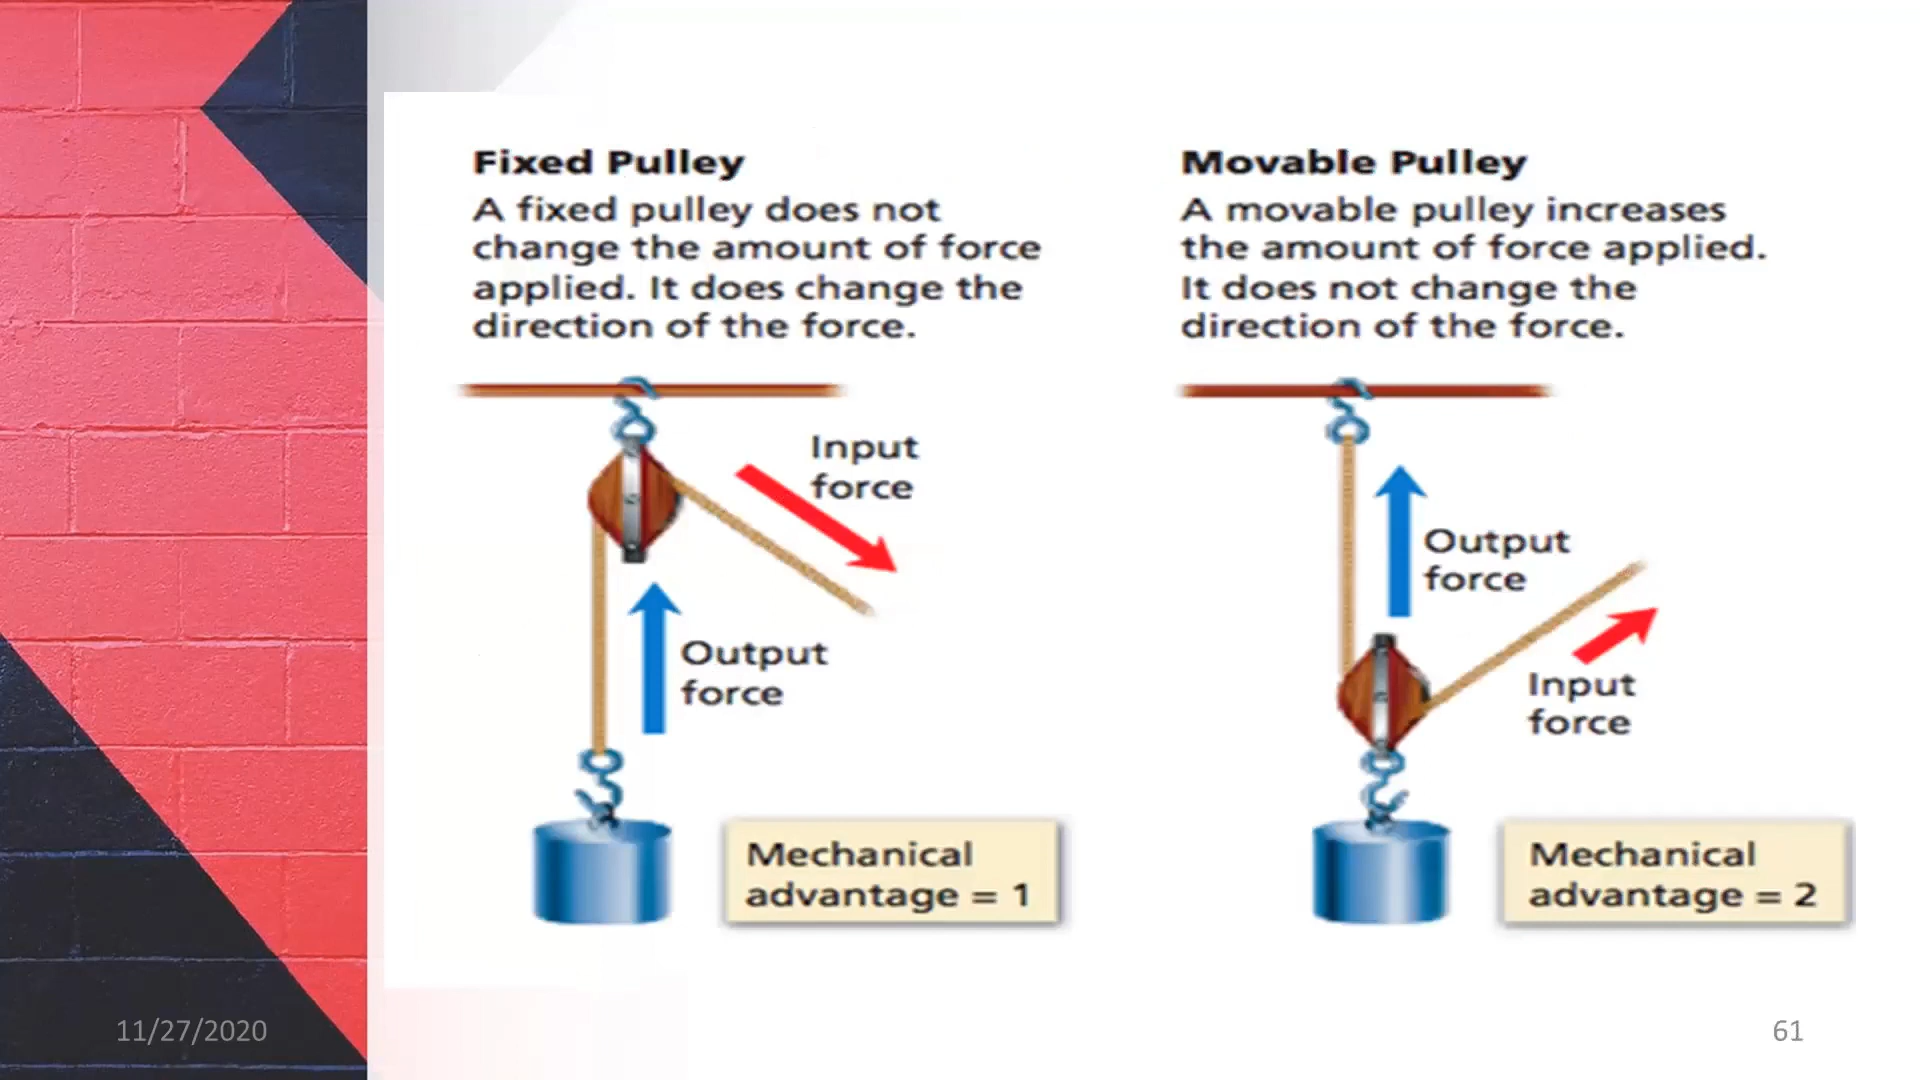 Fixed Pulley
A fixed pulley does not
change the amount of force
applied. It does change the
direction of the force.
Input
force
Output
force
Mechanical
advantage = 1
Movable Pulley
A movable pulley increases
the amount of force applied.
It does not change the
direction of the force.
Output
force
Input
force
Mechanical
advantage = 2
11/27/2020
61